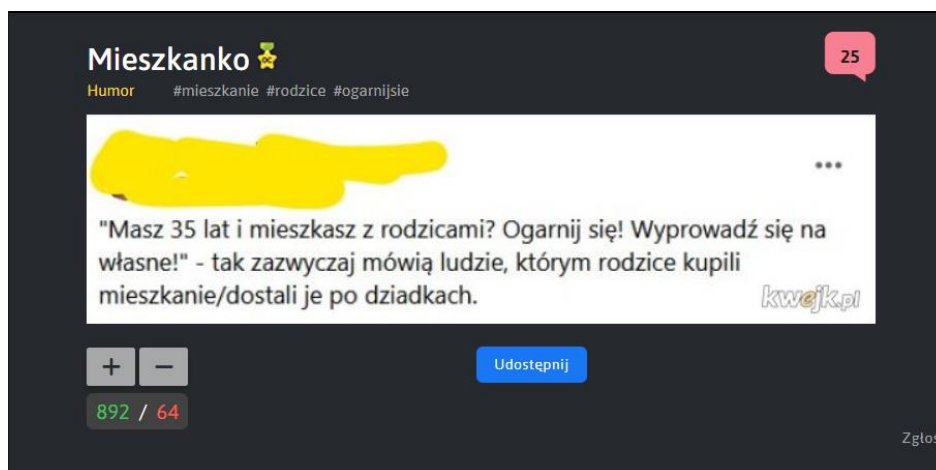 Mieszkanko
25
Humor #mieszkanie #rodzice #ogarnijsie
"Masz 35 lat i mieszkasz z rodzicami? Ogarnij się! Wyprowadź się na
własne!" - tak zazwyczaj mówią ludzie, którym rodzice kupili
mieszkanie/dostali je po dziadkach.
kwejk.pl
+ −
Udostępnij
892 / 64